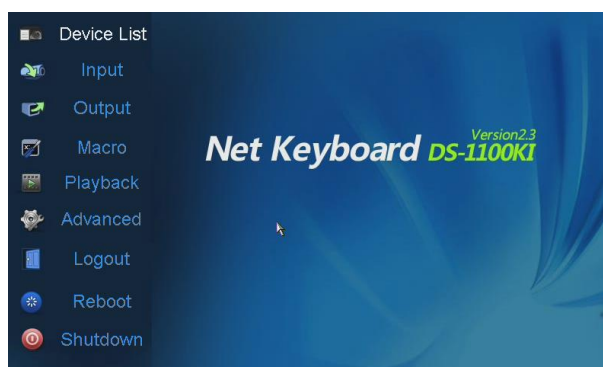 Device List
Input
Output
Macro
Playback
Advanced
Logout
Reboot
Shutdown
Version2.3
Net Keyboard DS-1100KI